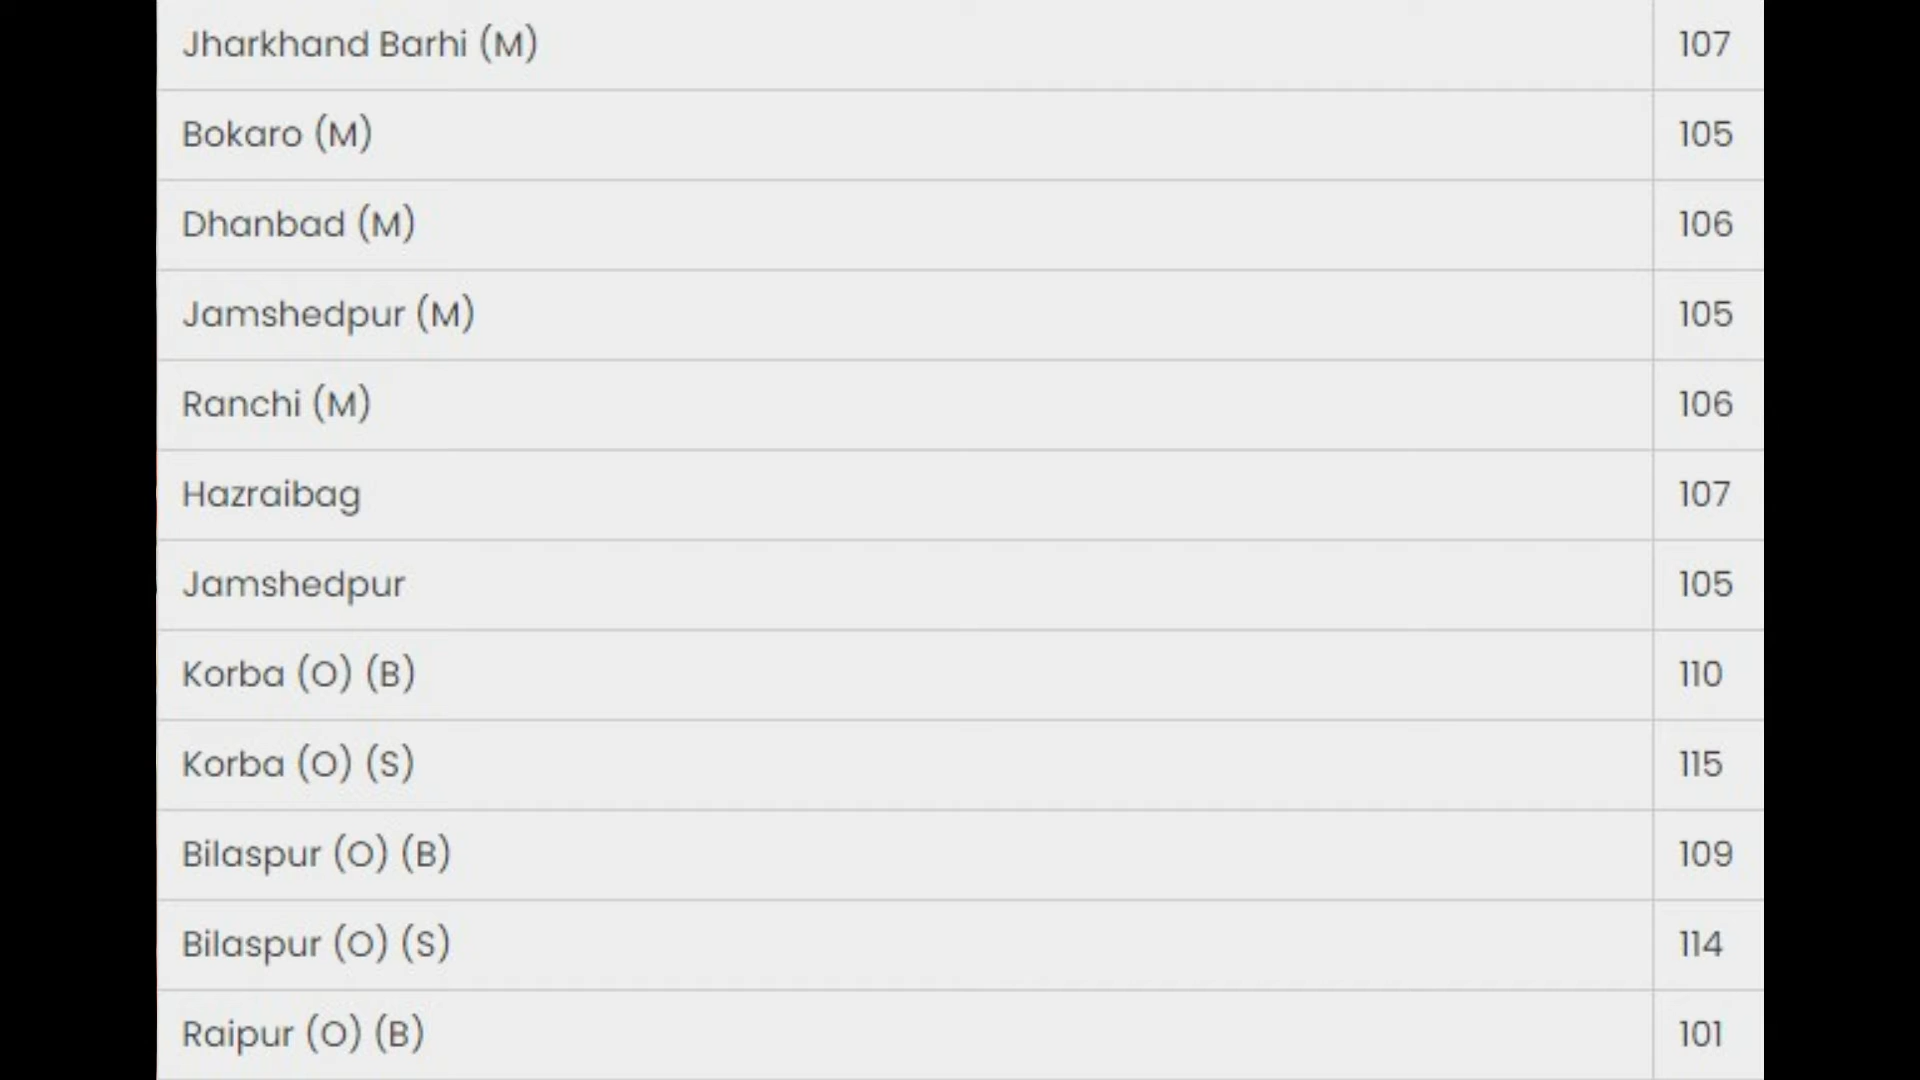 Jharkhand Barhi (M) 107
Bokaro (M) 105
Dhanbad (M) 106
Jamshedpur (M) 105
Ranchi (M) 106
Hazraibag 107
Jamshedpur 105
Korba (O) (B) 110
Korba (O) (S) 115
Bilaspur (O) (B) 109
Bilaspur (O) (S) 114
Raipur (O) (B) 101